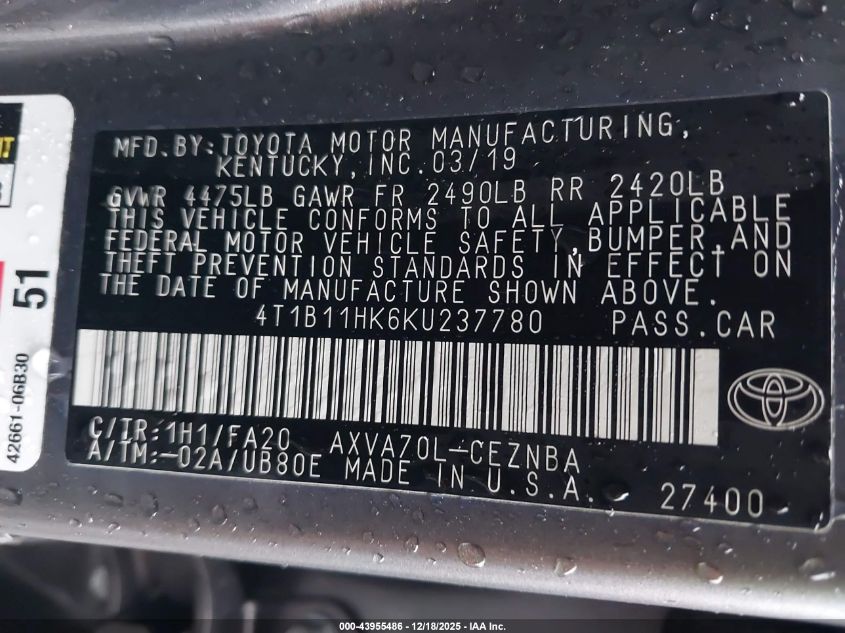 MFD.BY:TOYOTA MOTOR MANUFACTURING,
KENTUCKY,INC.03/19
GVWR 4475LB GAWR FR 2490LB RR 2420LB
THIS VEHICLE CONFORMS TO ALL APPLICABLE
FEDERAL MOTOR VEHICLE SAFETY,BUMPER,AND
THEFT PREVENTION STANDARDS IN EFFECT ON
THE DATE OF MANUFACTURE SHOWN ABOVE.
4T1B11HK6KU237780 PASS.CAR
C/TR:1H1/FA20 AXVA70L-CEZNBA
A/TM:-02A/UB80E MADE IN U.S.A. 27400
51
42661-06B30
000-43955486 - 12/18/2025 - IAA Inc.